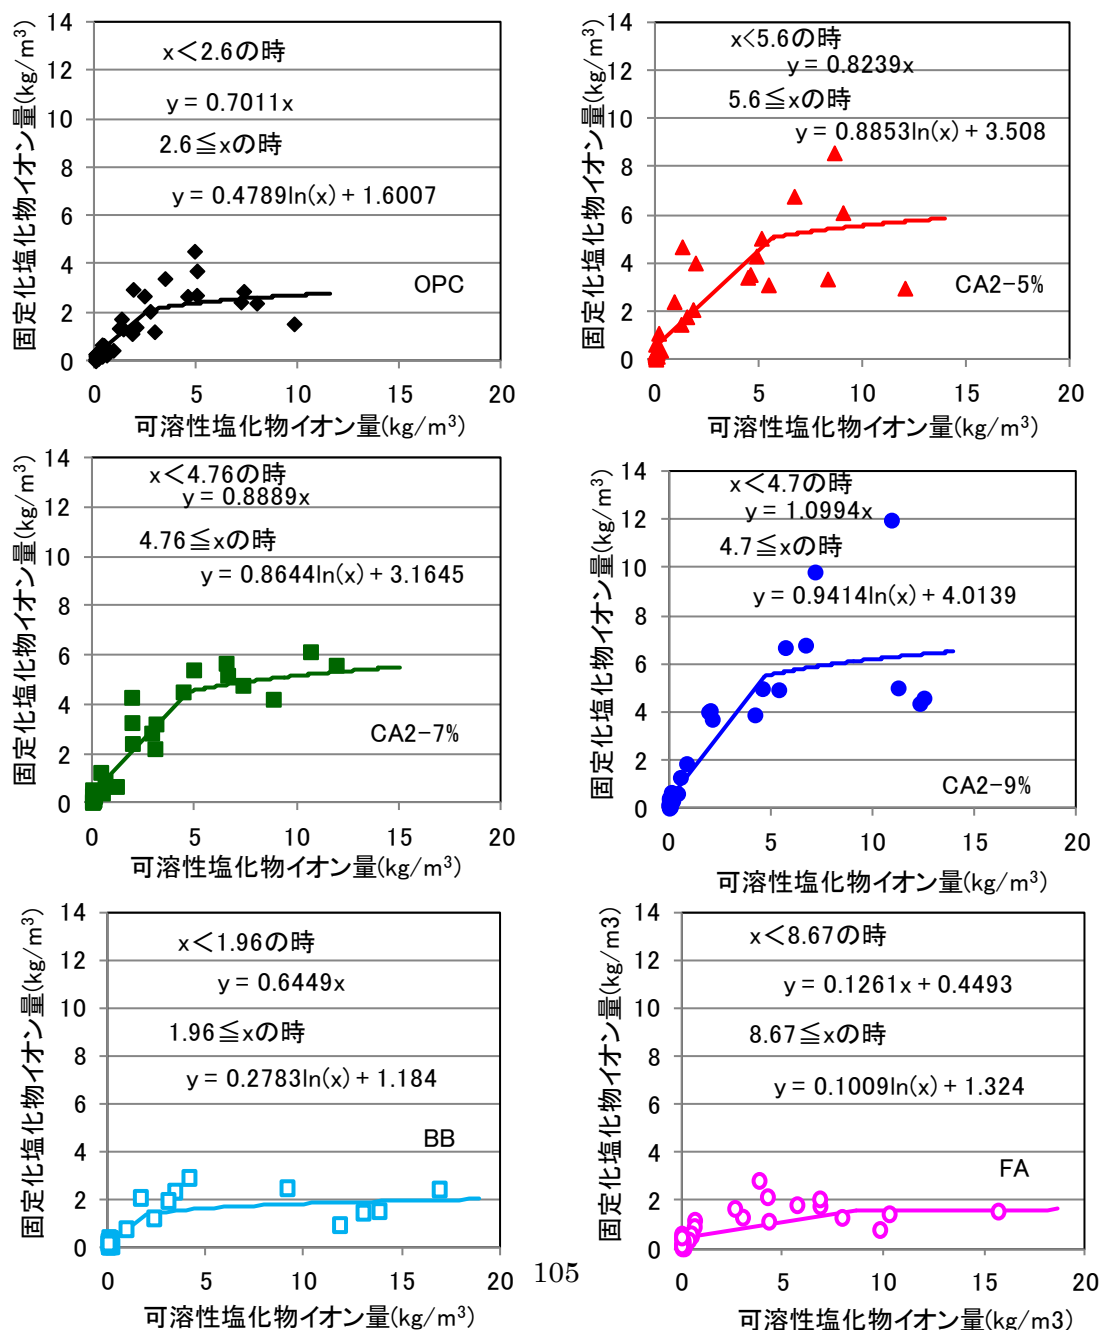 固定化塩化物イオン量(kg/m³)
14
12
10
8
6
4
2
0
x＜2.6の時
y = 0.7011x
2.6≦xの時
y = 0.4789ln(x) + 1.6007
OPC
0 5 10 15 20
可溶性塩化物イオン量(kg/m³)
固定化塩化物イオン量(kg/m³)
14
12
10
8
6
4
2
0
x<5.6の時
y = 0.8239x
5.6≦xの時
y = 0.8853ln(x) + 3.508
CA2-5%
0 5 10 15 20
可溶性塩化物イオン量(kg/m³)
固定化塩化物イオン量(kg/m³)
14
12
10
8
6
4
2
0
x＜4.76の時
y = 0.8889x
4.76≦xの時
y = 0.8644ln(x) + 3.1645
CA2-7%
0 5 10 15 20
可溶性塩化物イオン量(kg/m³)
固定化塩化物イオン量(kg/m³)
14
12
10
8
6
4
2
0
x＜4.7の時
y = 1.0994x
4.7≦xの時
y = 0.9414ln(x) + 4.0139
CA2-9%
0 5 10 15 20
可溶性塩化物イオン量(kg/m³)
固定化塩化物イオン量(kg/m³)
14
12
10
8
6
4
2
0
x＜1.96の時
y = 0.6449x
1.96≦xの時
y = 0.2783ln(x) + 1.184
BB
0 5 10 15 20
可溶性塩化物イオン量(kg/m³)
固定化塩化物イオン量(kg/m3)
14
12
10
8
6
4
2
0
x＜8.67の時
y = 0.1261x + 0.4493
8.67≦xの時
y = 0.1009ln(x) + 1.324
FA
0 5 10 15 20
可溶性塩化物イオン量(kg/m3)
105